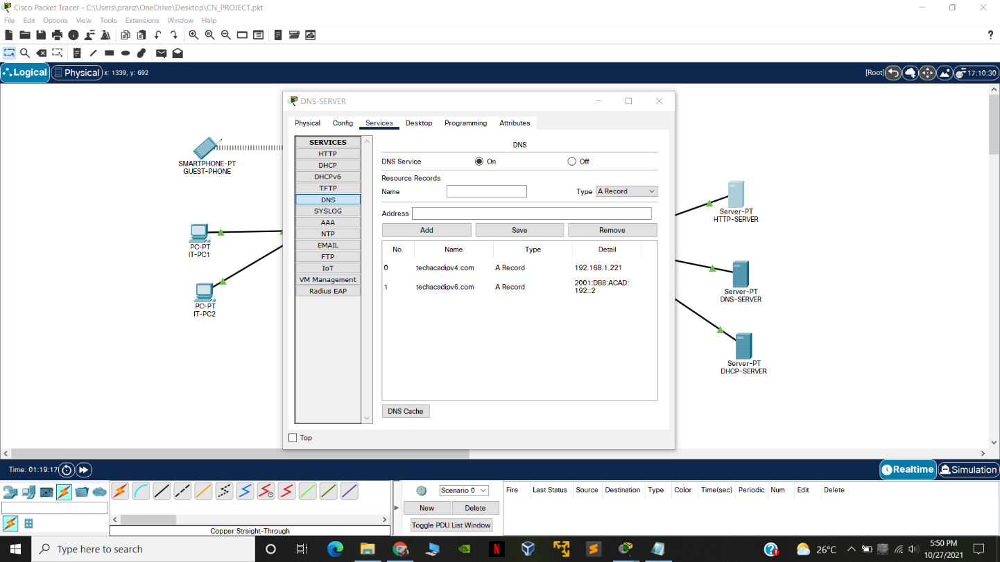 Cisco Packet Tracer - C:\Users\pranz\OneDrive\Desktop\CN_PROJECT.pkt
File Edit Options View Tools Extensions Window Help
?
Logical Physical x: 1339, y: 692 [Root] 17:10:30
DNS-SERVER
Physical Config Services Desktop Programming Attributes
SERVICES
HTTP
DHCP
DHCPv6
TFTP
DNS
SYSLOG
AAA
NTP
EMAIL
FTP
IoT
VM Management
Radius EAP
DNS
DNS Service On Off
Resource Records
Name Type A Record
Address
Add Save Remove
No. Name Type Detail
0 techacadipv4.com A Record 192.168.1.221
1 techacadipv6.com A Record 2001:DB8:ACAD:
192::2
DNS Cache
Top
SMARTPHONE-PT
GUEST-PHONE
PC-PT
IT-PC1
PC-PT
IT-PC2
Server-PT
HTTP-SERVER
Server-PT
DNS-SERVER
Server-PT
DHCP-SERVER
Time: 01:19:17 Realtime Simulation
Scenario 0
New Delete
Toggle PDU List Window
Fire Last Status Source Destination Type Color Time(sec) Periodic Num Edit Delete
Copper Straight-Through
Type here to search
26°C
5:50 PM
10/27/2021